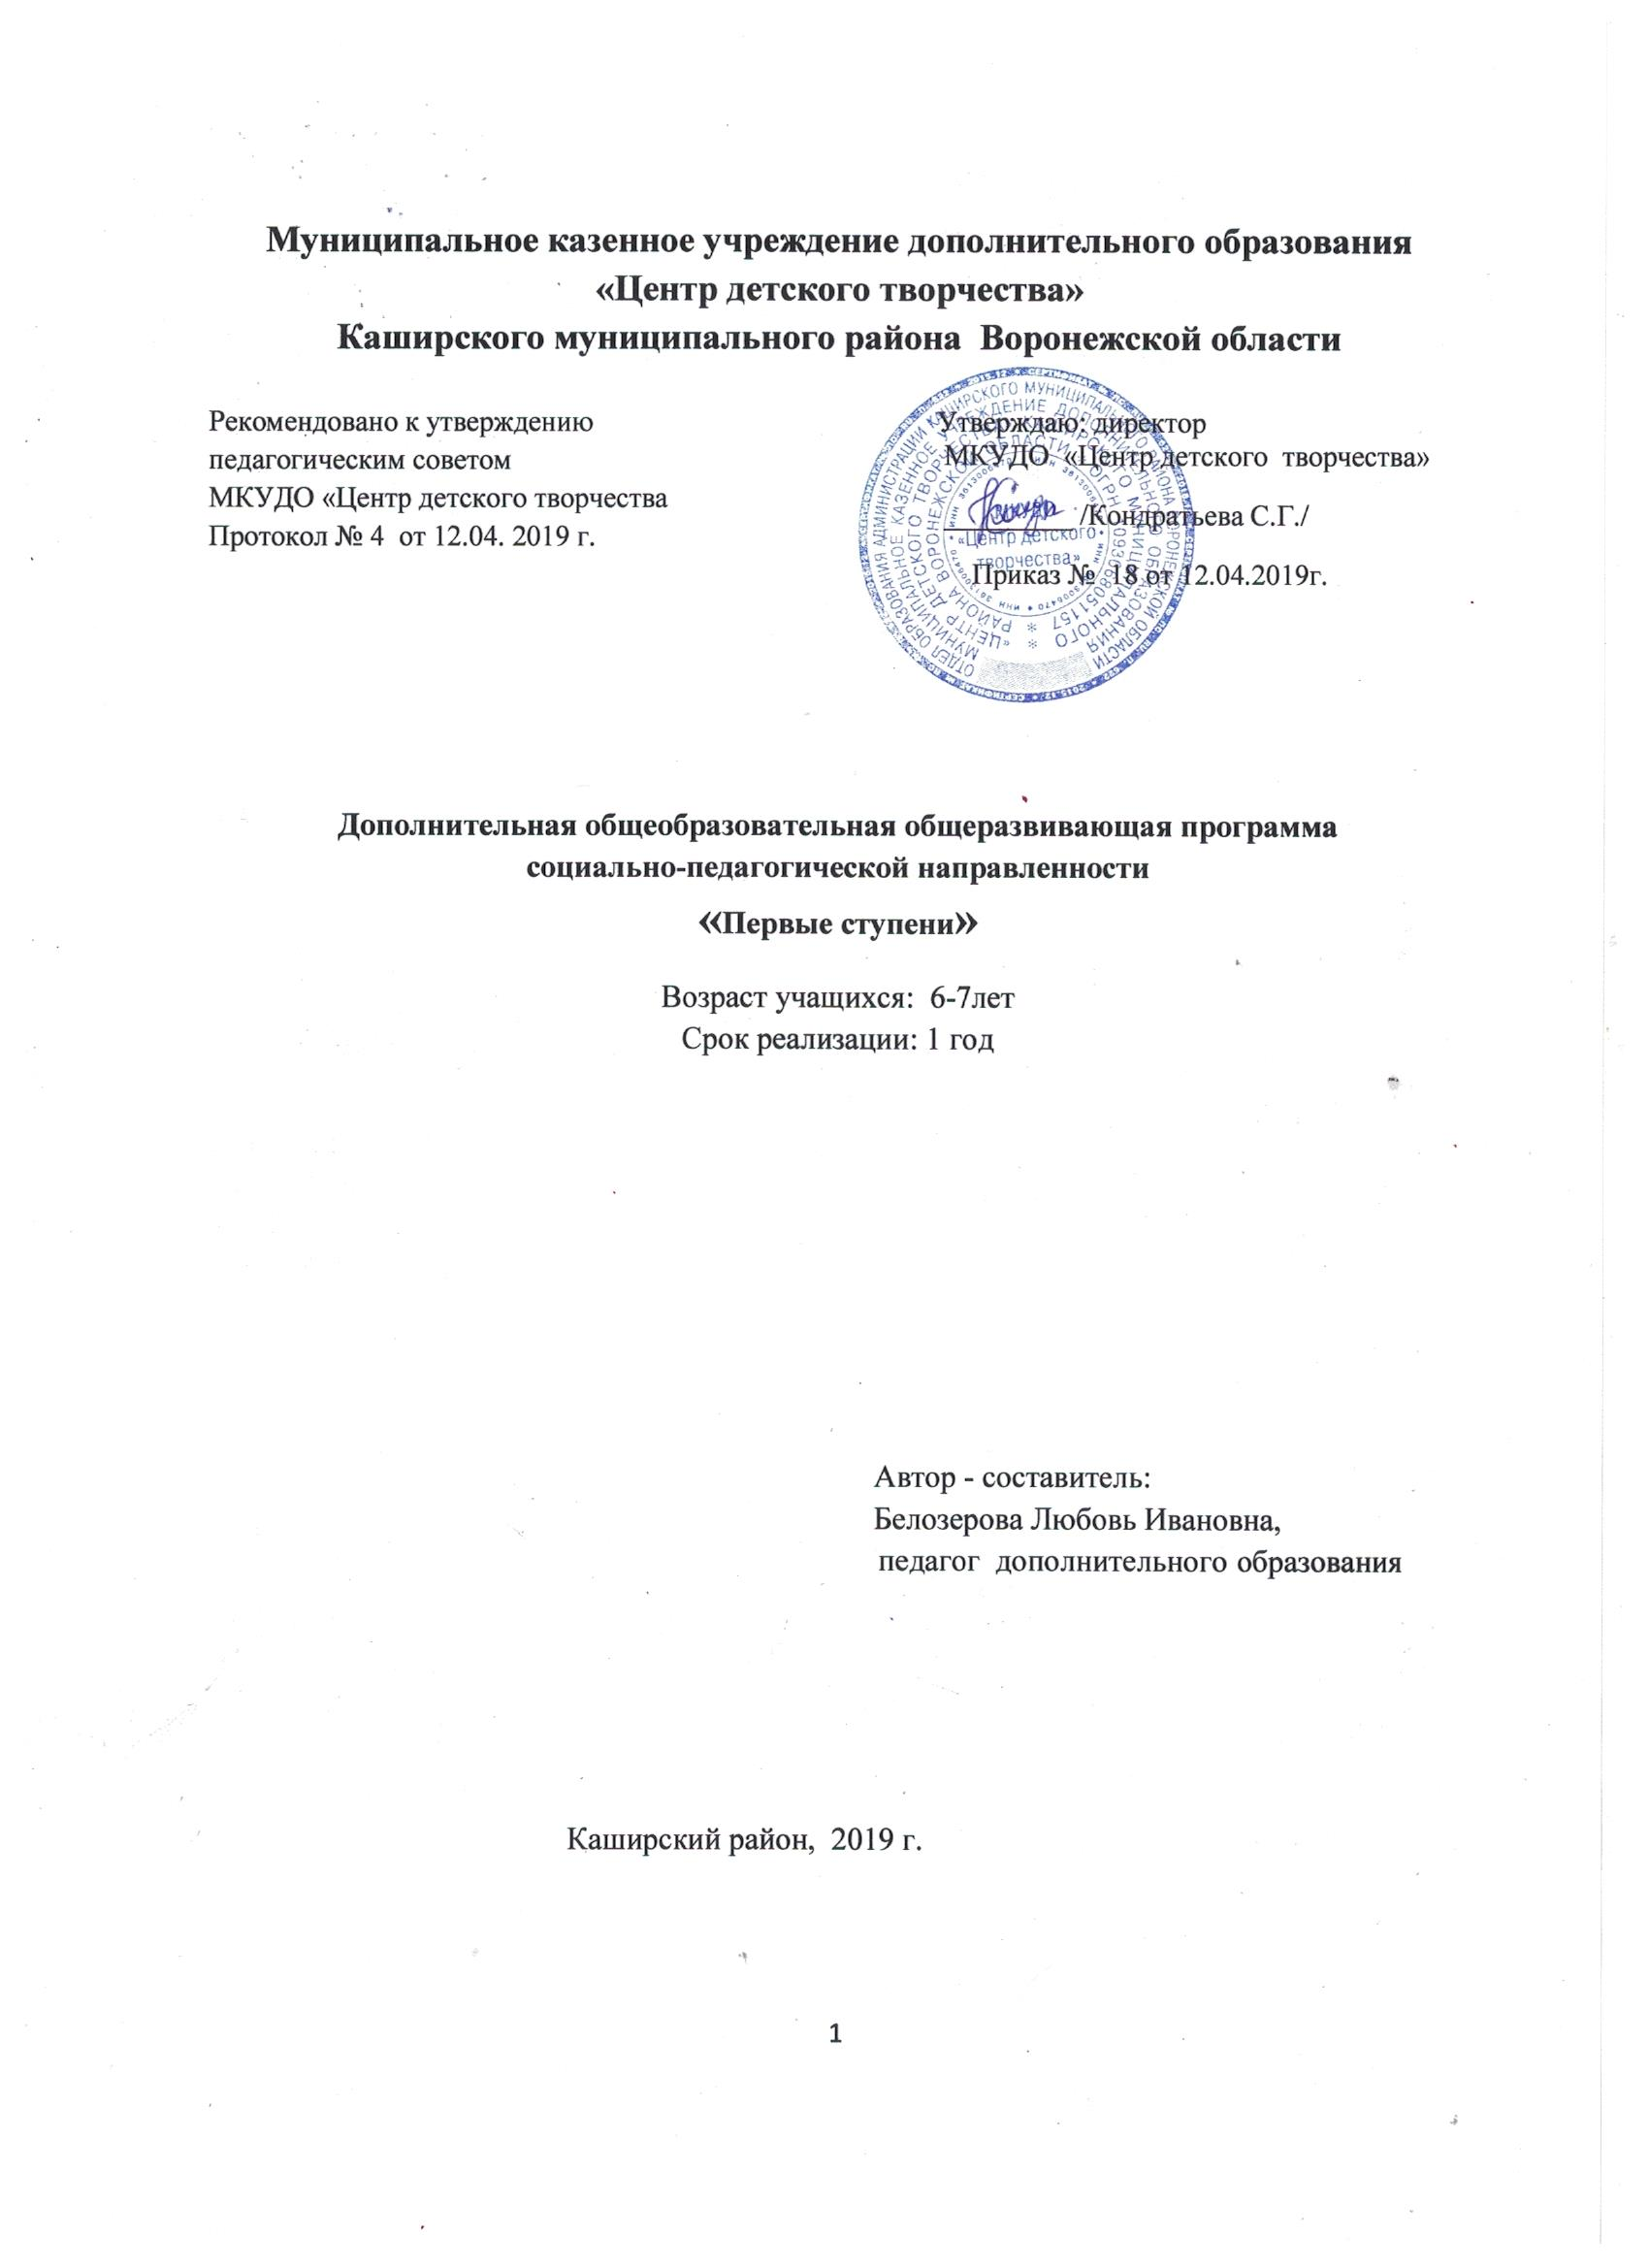 Муниципальное казенное учреждение дополнительного образования
«Центр детского творчества»
Каширского муниципального района  Воронежской области
Рекомендовано к утверждению
педагогическим советом
МКУДО «Центр детского творчества
Протокол № 4  от 12.04. 2019 г.
Утверждаю: директор
МКУДО  «Центр детского  творчества»
/Кондратьева С.Г./
Приказ №  18 от 12.04.2019г.
«Центр детского
творчества»
Дополнительная общеобразовательная общеразвивающая программа
социально-педагогической направленности
«Первые ступени»
Возраст учащихся:  6-7лет
Срок реализации: 1 год
Автор - составитель:
Белозерова Любовь Ивановна,
педагог  дополнительного образования
Каширский район,  2019 г.
1